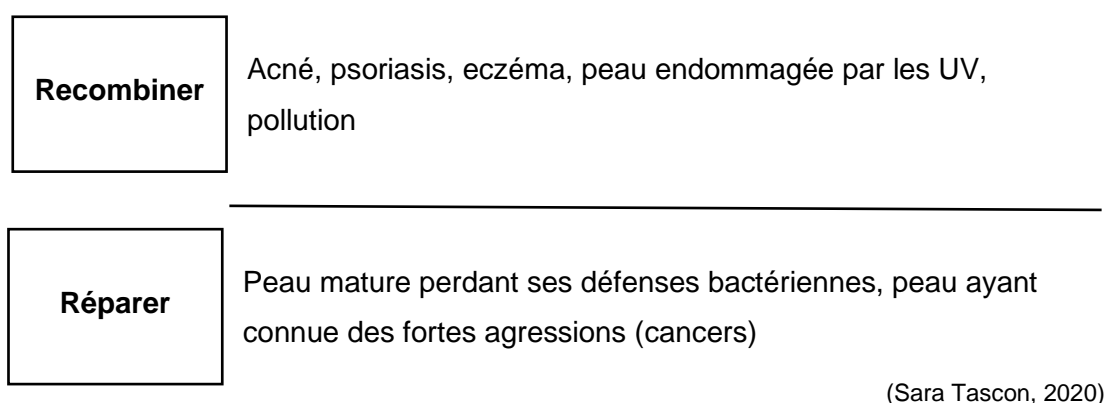 Recombiner
Acné, psoriasis, eczéma, peau endommagée par les UV,
pollution
Réparer
Peau mature perdant ses défenses bactériennes, peau ayant
connue des fortes agressions (cancers)
(Sara Tascon, 2020)